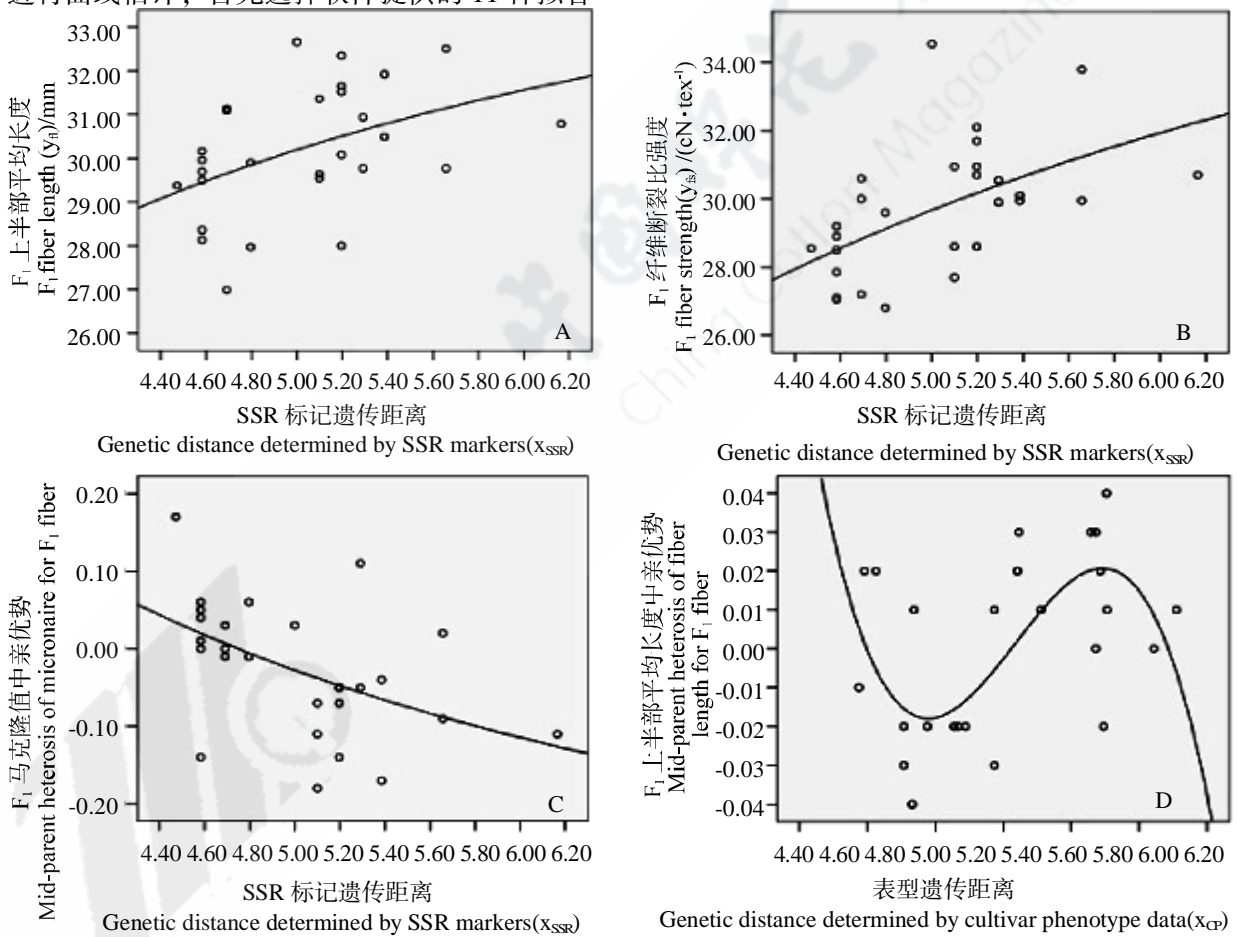 33.00
32.00
31.00
30.00
29.00
28.00
27.00
26.00
F₁ 上半部平均长度
F₁ fiber length (yfl)/mm
A
4.40 4.60 4.80 5.00 5.20 5.40 5.60 5.80 6.00 6.20
SSR 标记遗传距离
Genetic distance determined by SSR markers(xSSR)
34.00
32.00
30.00
28.00
26.00
F₁ 纤维断裂比强度
F₁ fiber strength(yfs) /(cN·tex⁻¹)
B
4.40 4.60 4.80 5.00 5.20 5.40 5.60 5.80 6.00 6.20
SSR 标记遗传距离
Genetic distance determined by SSR markers(xSSR)
0.20
0.10
0.00
-0.10
-0.20
F₁ 马克隆值中亲优势
Mid-parent heterosis of micronaire for F₁ fiber
C
4.40 4.60 4.80 5.00 5.20 5.40 5.60 5.80 6.00 6.20
SSR 标记遗传距离
Genetic distance determined by SSR markers(xSSR)
0.04
0.03
0.02
0.01
0.00
-0.01
-0.02
-0.03
-0.04
F₁ 上半部平均长度中亲优势
Mid-parent heterosis of fiber
length for F₁ fiber
D
4.40 4.60 4.80 5.00 5.20 5.40 5.60 5.80 6.00 6.20
表型遗传距离
Genetic distance determined by cultivar phenotype data(xCP)
Cotton Magazine